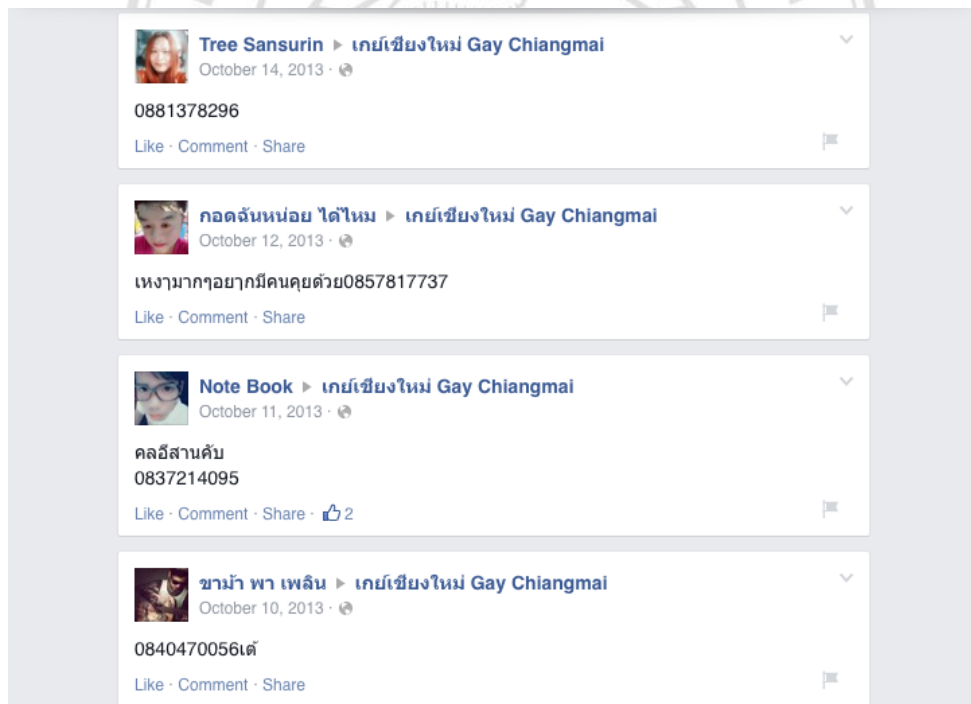 Tree Sansurin ▶ เกย์เชียงใหม่ Gay Chiangmai
October 14, 2013 ·
0881378296
Like · Comment · Share
กอดฉันหน่อย ได้ไหม ▶ เกย์เชียงใหม่ Gay Chiangmai
October 12, 2013 ·
เหงามากๆอยากมีคนคุยด้วย0857817737
Like · Comment · Share
Note Book ▶ เกย์เชียงใหม่ Gay Chiangmai
October 11, 2013 ·
คลอีสานคับ
0837214095
Like · Comment · Share · 2
ขาม้า พา เพลิน ▶ เกย์เชียงใหม่ Gay Chiangmai
October 10, 2013 ·
0840470056เต้
Like · Comment · Share